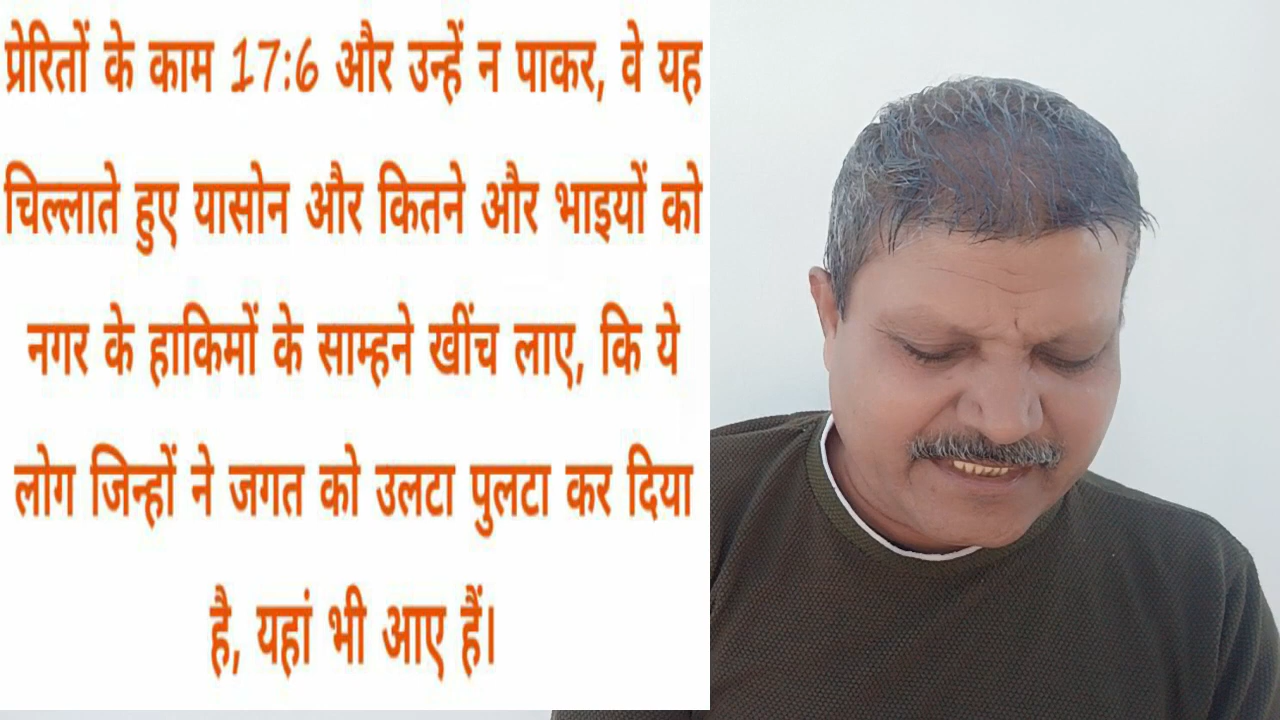 प्रेरितों के काम 17:6 और उन्हें न पाकर, वे यह
चिल्लाते हुए यासोन और कितने और भाइयों को
नगर के हाकिमों के साम्हने खींच लाए, कि ये
लोग जिन्हों ने जगत को उलटा पुलटा कर दिया
है, यहां भी आए हैं।